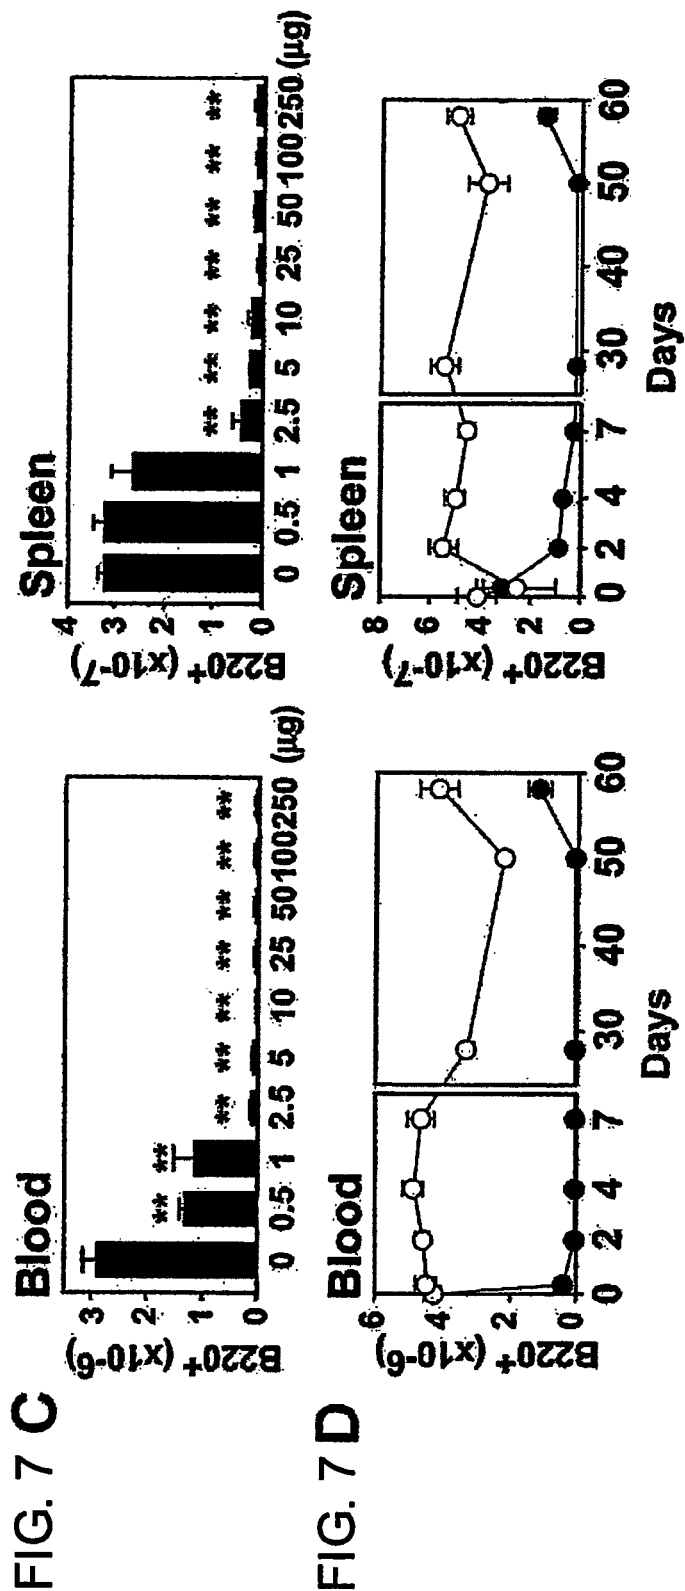 FIG. 7 C
Blood
B220+ (x10-6)
3
2
1
0
** ** ** ** ** ** ** ** **
0 0.5 1 2.5 5 10 25 50 100 250 (μg)
Spleen
B220+ (x10-7)
4
3
2
1
0
** ** ** ** ** ** **
0 0.5 1 2.5 5 10 25 50 100 250 (μg)
FIG. 7 D
Blood
B220+ (x10-6)
6
4
2
0
0 2 4 7 30 40 50 60
Days
Spleen
B220+ (x10-7)
8
6
4
2
0
0 2 4 7 30 40 50 60
Days